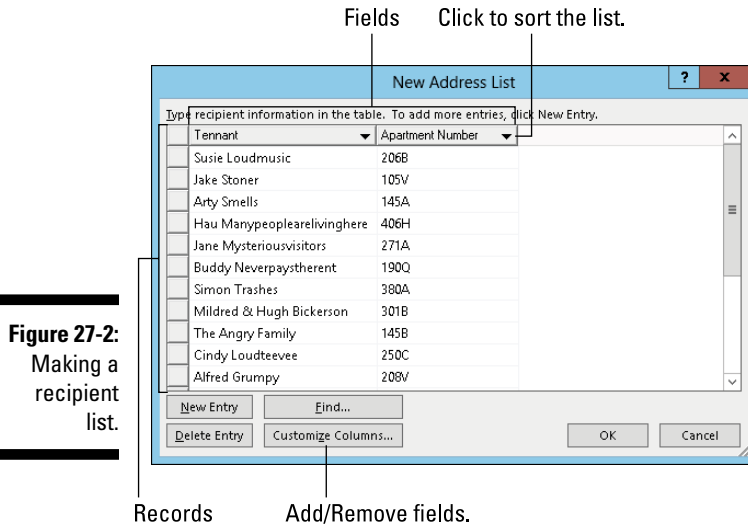 Fields Click to sort the list.
New Address List ? x
Type recipient information in the table. To add more entries, click New Entry.
Tennant Apartment Number
Susie Loudmusic 206B
Jake Stoner 105V
Arty Smells 145A
Hau Manypeoplearelivinghere 406H
Jane Mysteriousvisitors 271A
Buddy Neverpaystherent 190Q
Simon Trashes 380A
Mildred & Hugh Bickerson 301B
The Angry Family 145B
Cindy Loudteevee 250C
Alfred Grumpy 208V
New Entry Find...
Delete Entry Customize Columns... OK Cancel
Records Add/Remove fields.
Figure 27-2:
Making a
recipient
list.